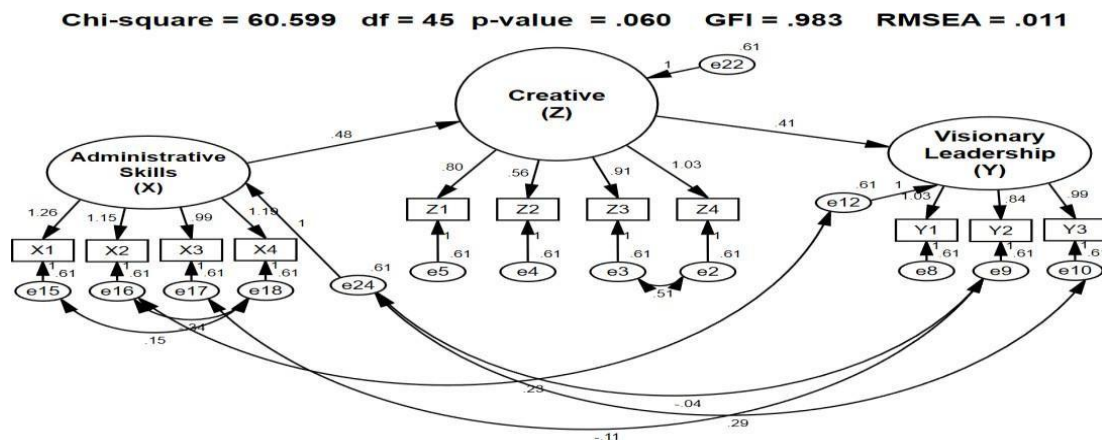 Chi-square = 60.599 df = 45 p-value = .060 GFI = .983 RMSEA = .011
.61
1
e22
Creative
(Z)
.48
.41
Administrative
Skills
(X)
Visionary
Leadership
(Y)
.80
.56
.91
1.03
.61
1
e12
1.03
.84
.99
1.26
1.15
.99
1.19
1
Z1
Z2
Z3
Z4
X1
X2
X3
X4
Y1
Y2
Y3
1
1
1
1
1
1
1
1
1
1
1
.61
.61
.61
.61
.61
.61
.61
.61
.61
.61
.61
.6
e15
e16
e17
e18
e24
e5
e4
e3
e2
e8
e9
e10
.51
.15
.23
-.04
-.11
.29